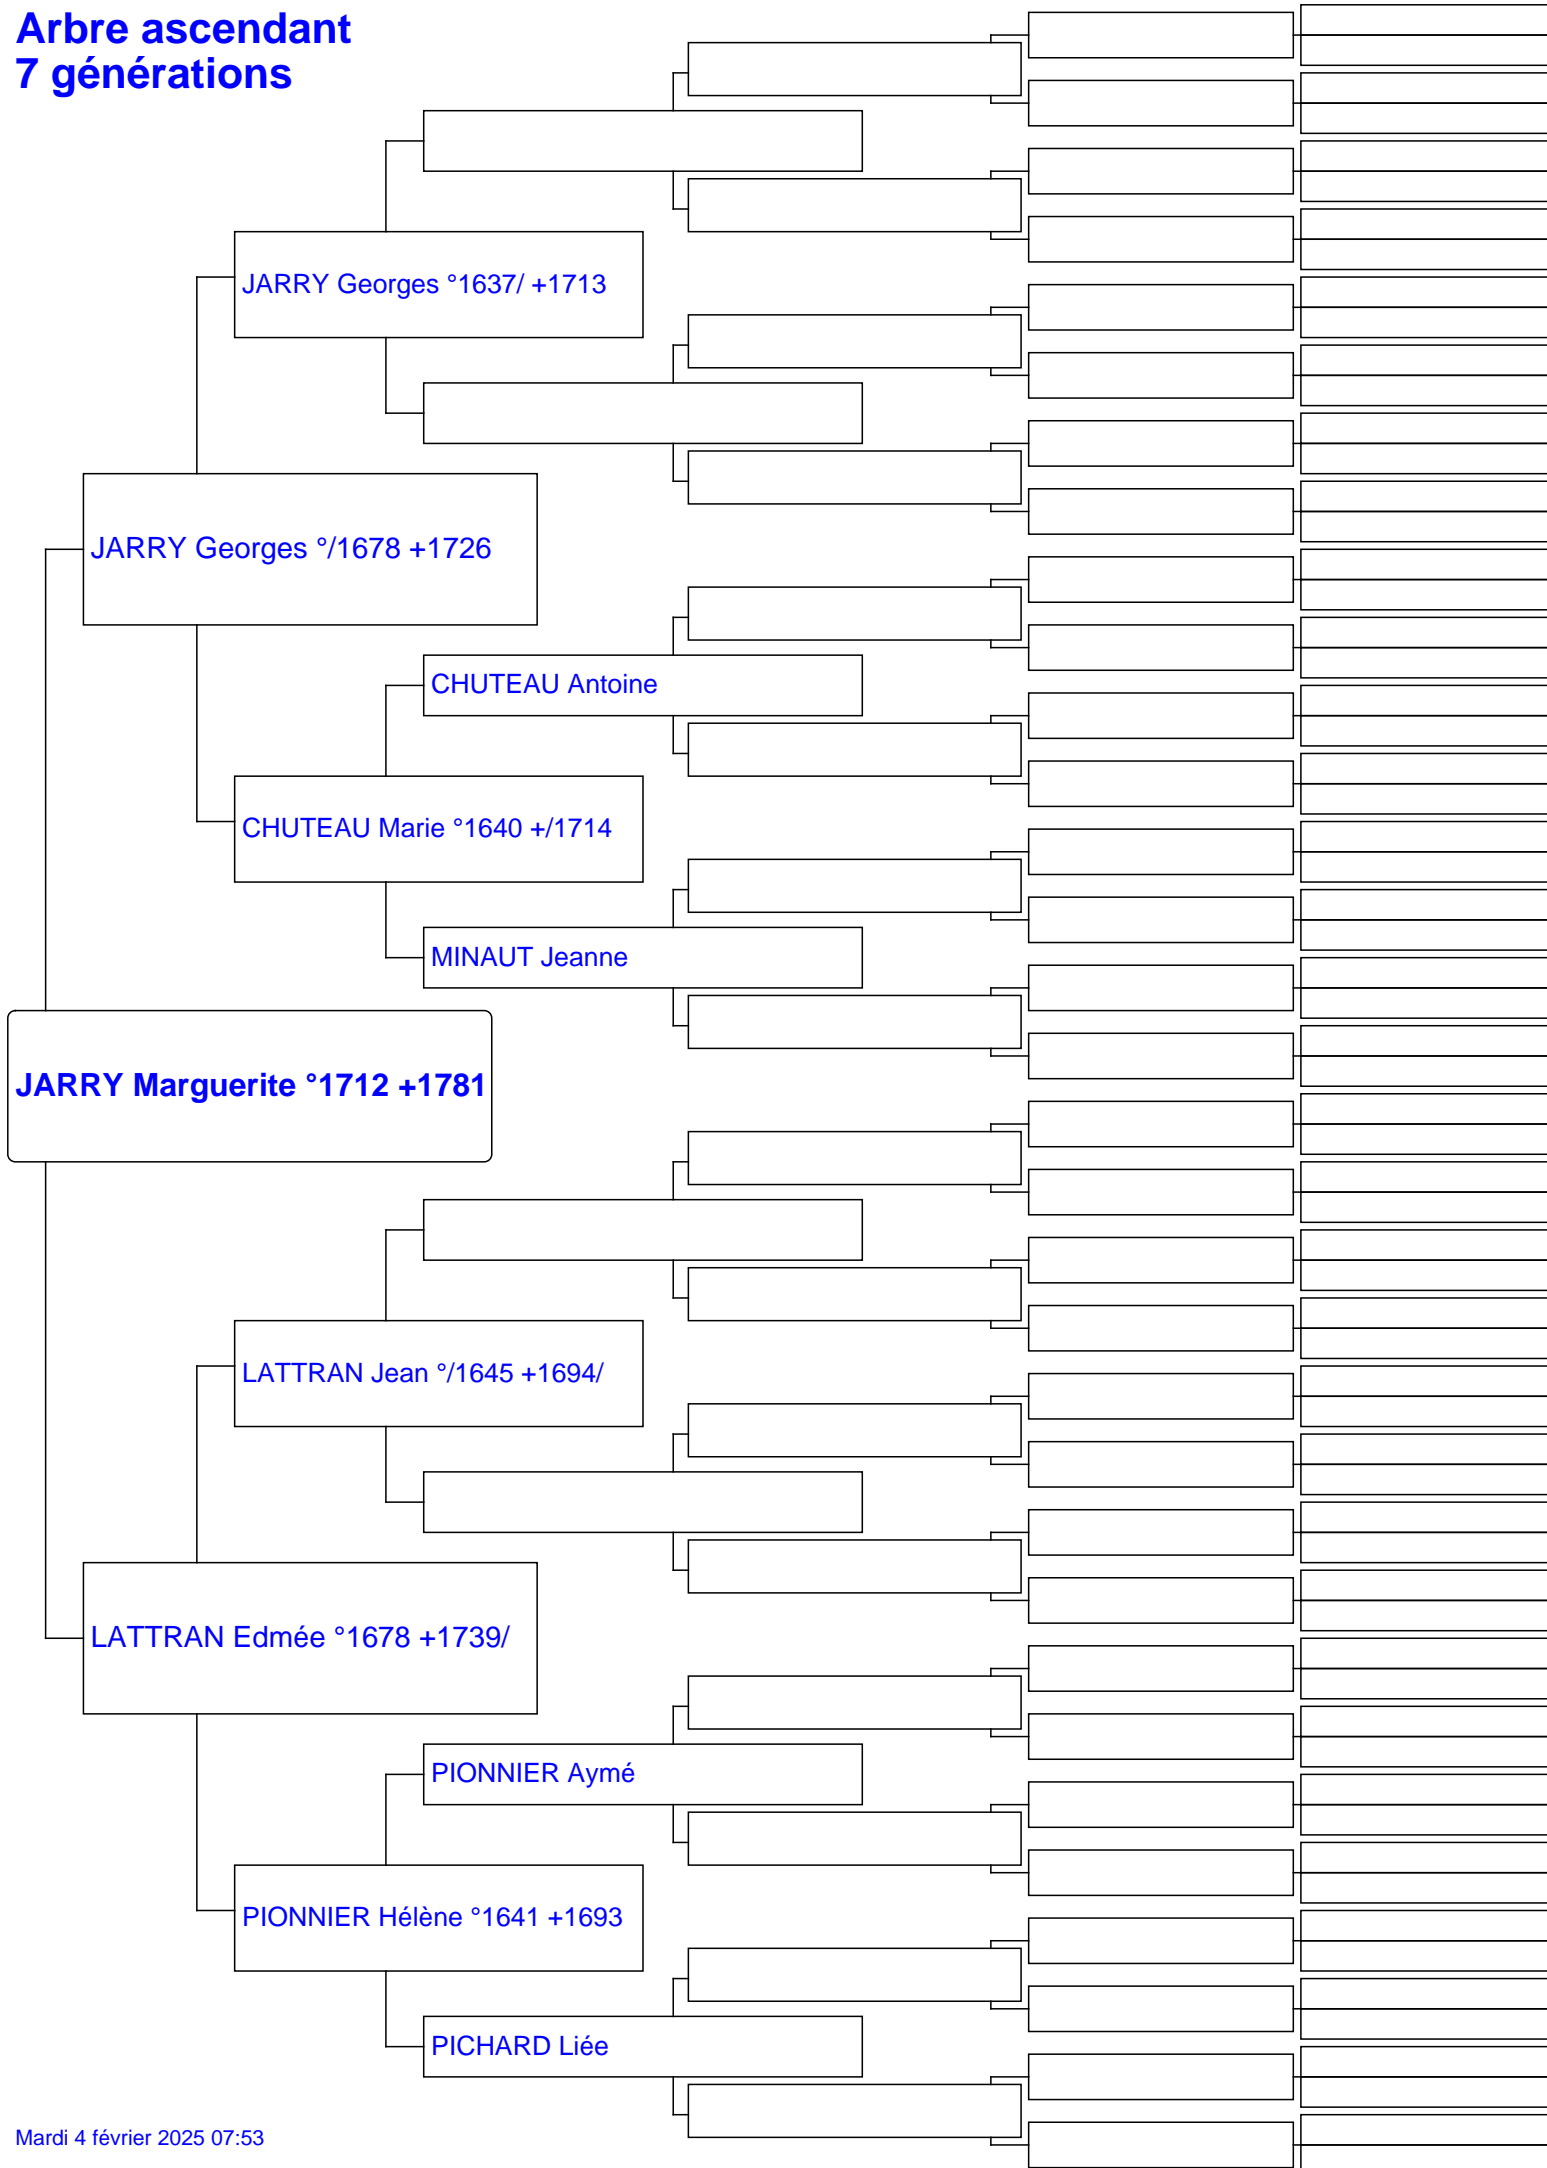 Arbre ascendant
7 générations
JARRY Georges °1637/ +1713
JARRY Georges °/1678 +1726
CHUTEAU Antoine
CHUTEAU Marie °1640 +/1714
MINAUT Jeanne
JARRY Marguerite °1712 +1781
LATTRAN Jean °/1645 +1694/
LATTRAN Edmée °1678 +1739/
PIONNIER Aymé
PIONNIER Hélène °1641 +1693
PICHARD Liée
Mardi 4 février 2025 07:53